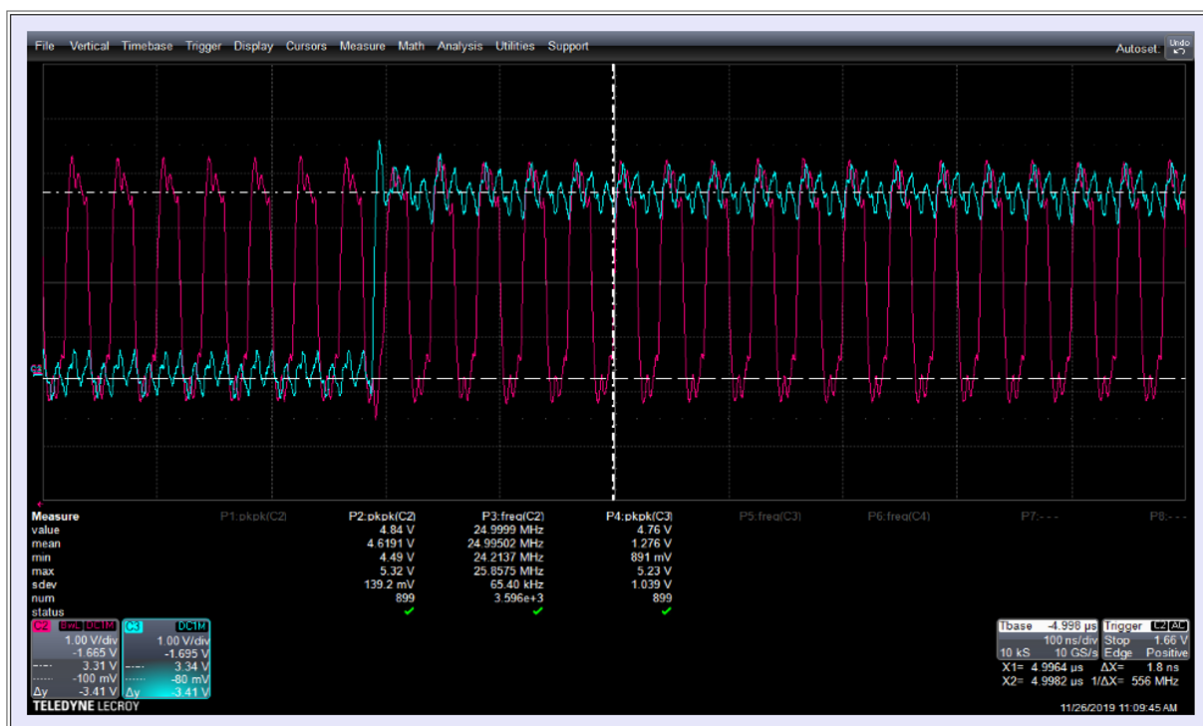 File Vertical Timebase Trigger Display Cursors Measure Math Analysis Utilities Support
Autoset: Undo
C3
Measure P1:pkpk(C2) P2:pkpk(C2) P3:freq(C2) P4:pkpk(C3) P5:freq(C3) P6:freq(C4) P7:--- P8:---
value 4.84 V 24.9999 MHz 4.76 V
mean 4.6191 V 24.99502 MHz 1.276 V
min 4.49 V 24.2137 MHz 891 mV
max 5.32 V 25.8575 MHz 5.23 V
sdev 139.2 mV 65.40 kHz 1.039 V
num 899 3.596e+3 899
status
C2 BwL DC1M
1.00 V/div
-1.665 V
3.31 V
-100 mV
Δy -3.41 V
C3 DC1M
1.00 V/div
-1.695 V
3.34 V
-80 mV
Δy -3.41 V
Tbase -4.998 µs
100 ns/div
10 kS 10 GS/s
Trigger C2 AC
Stop 1.66 V
Edge Positive
X1= 4.9964 µs ΔX= 1.8 ns
X2= 4.9982 µs 1/ΔX= 556 MHz
TELEDYNE LECROY
11/26/2019 11:09:45 AM